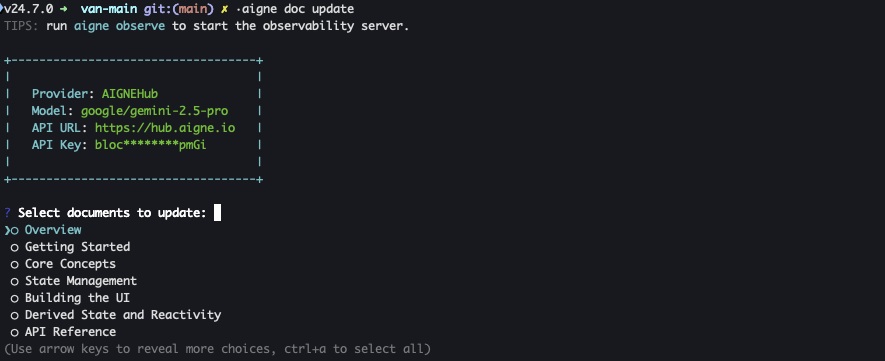 v24.7.0 → van-main git:(main) ✗ ·aigne doc update
TIPS: run aigne observe to start the observability server.
Provider: AIGNEHub
Model: google/gemini-2.5-pro
API URL: https://hub.aigne.io
API Key: bloc********pmGi
? Select documents to update:
❯○ Overview
○ Getting Started
○ Core Concepts
○ State Management
○ Building the UI
○ Derived State and Reactivity
○ API Reference
(Use arrow keys to reveal more choices, ctrl+a to select all)